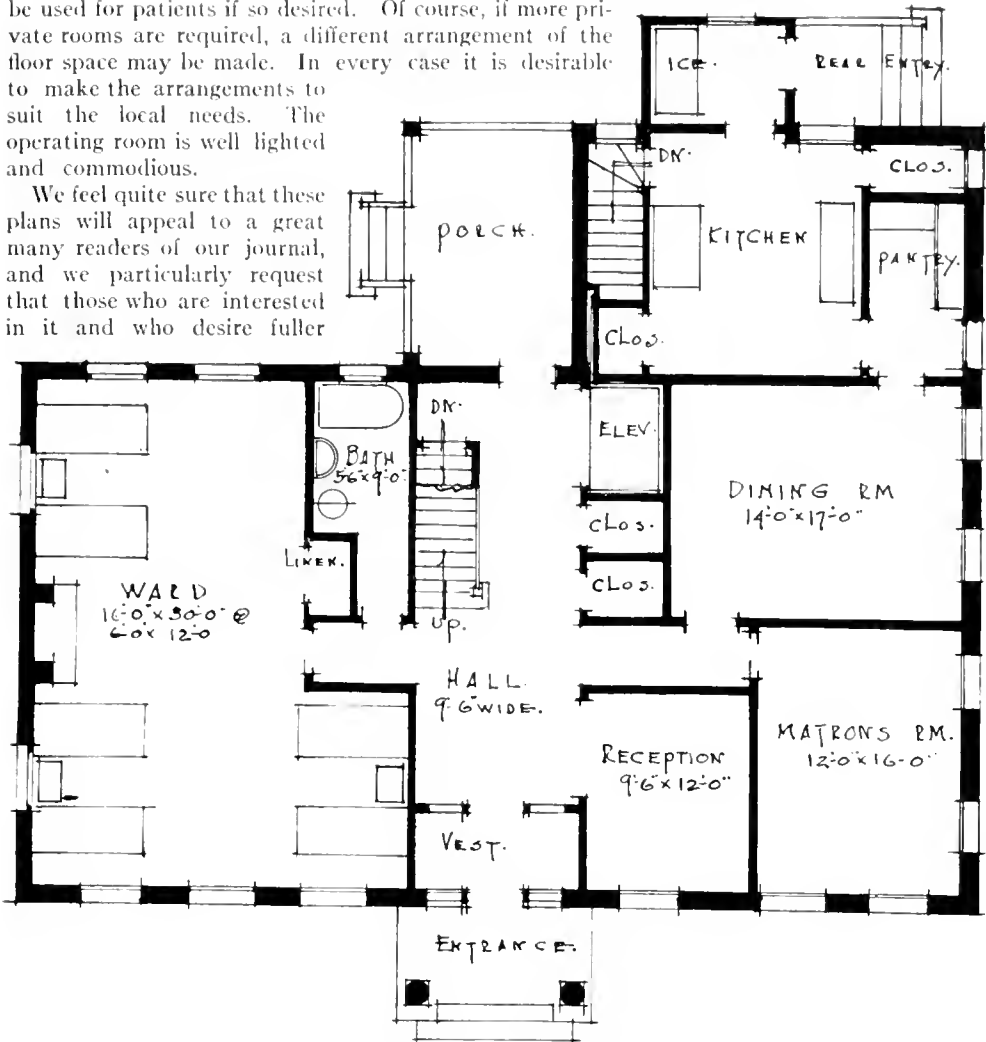 be used for patients if so desired. Of course, if more pri-
vate rooms are required, a different arrangement of the
floor space may be made. In every case it is desirable
to make the arrangements to
suit the local needs. The
operating room is well lighted
and commodious.
We feel quite sure that these
plans will appeal to a great
many readers of our journal,
and we particularly request
that those who are interested
in it and who desire fuller
ICE.
REAR ENTRY.
DN.
CLOS.
PORCH.
KITCHEN
PANTRY.
CLOS.
DN.
ELEV.
BATH
5'6"x9'-0"
DINING RM
14'-0"x17'-0"
CLOS.
LINEN.
CLOS.
WARD
16'-0"x30'-0" @
6'-0"x12'-0
UP.
HALL
9'-6" WIDE.
MATRONS RM.
12'-0"x16'-0"
RECEPTION
9'-6"x12'-0"
VEST.
ENTRANCE.